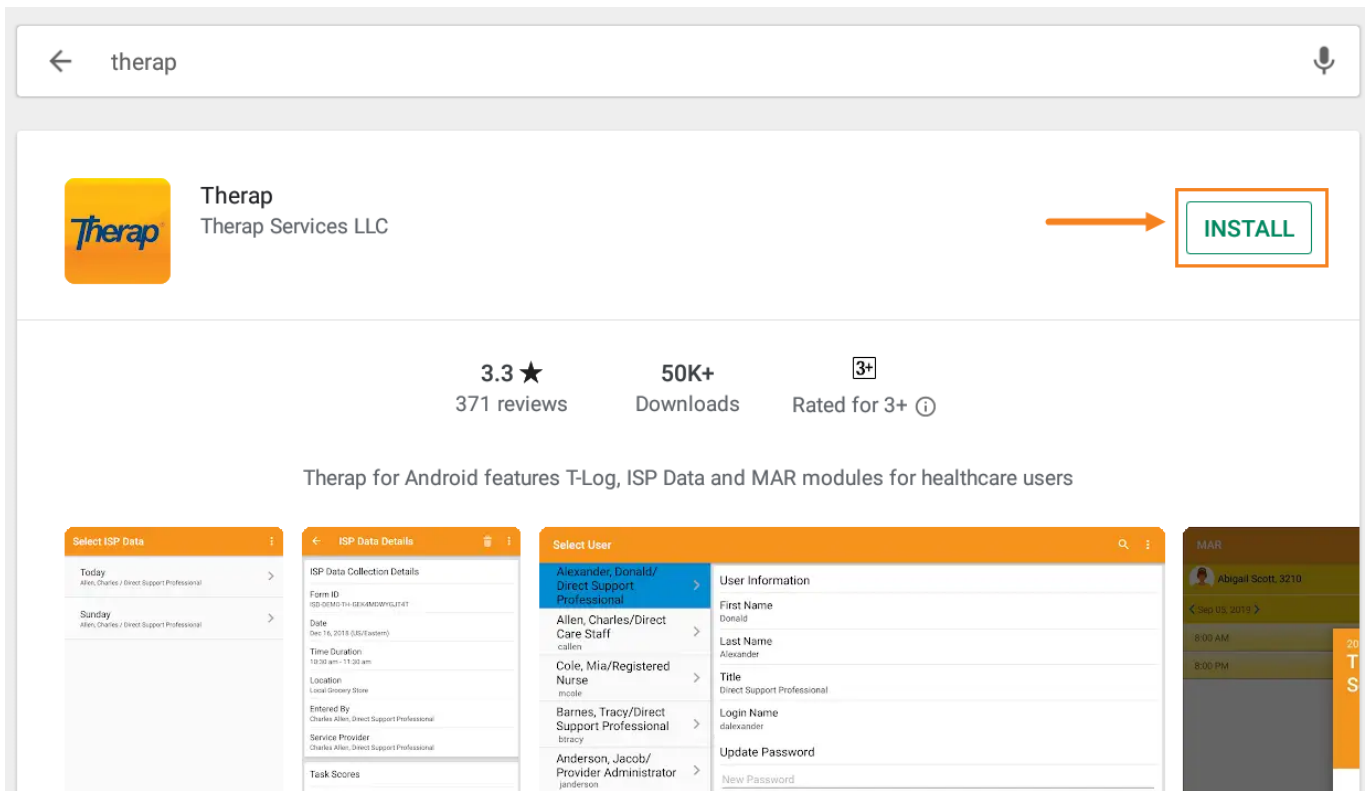 therap
Therap
Therap
Therap Services LLC
INSTALL
3.3 ★
371 reviews
50K+
Downloads
3+
Rated for 3+
Therap for Android features T-Log, ISP Data and MAR modules for healthcare users
Select ISP Data
Today
Allen, Charles / Direct Support Professional
Sunday
Allen, Charles / Direct Support Professional
ISP Data Details
ISP Data Collection Details
Form ID
Date
Dec 16, 2018 (US/Eastern)
Time Duration
10:30 am - 11:30 am
Location
Local Grocery Store
Entered By
Charles Allen, Direct Support Professional
Service Provider
Charles Allen, Direct Support Professional
Task Scores
Select User
Alexander, Donald/
Direct Support
Professional
Allen, Charles/Direct
Care Staff
callen
Cole, Mia/Registered
Nurse
mcole
Barnes, Tracy/Direct
Support Professional
btracy
Anderson, Jacob/
Provider Administrator
janderson
User Information
First Name
Donald
Last Name
Alexander
Title
Direct Support Professional
Login Name
dalexander
Update Password
New Password
MAR
Abigail Scott, 3210
Sep 05, 2019
8:00 AM
8:00 PM
20
T
S